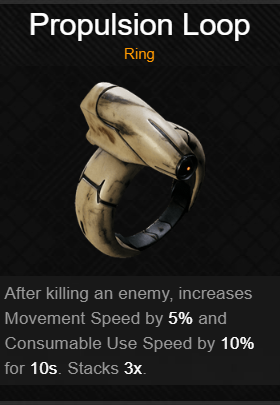 Propulsion Loop
Ring
After killing an enemy, increases
Movement Speed by 5% and
Consumable Use Speed by 10%
for 10s. Stacks 3x.